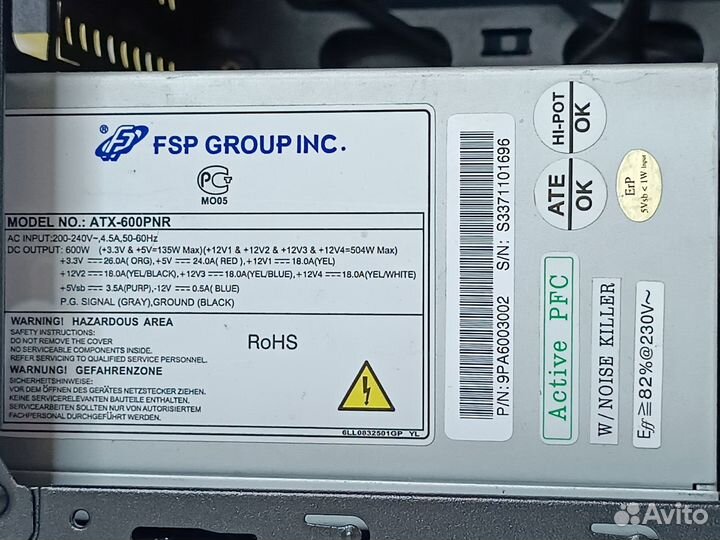 FSP GROUP INC.
MO05
MODEL NO.: ATX-600PNR
AC INPUT:200-240V~,4.5A,50-60Hz
DC OUTPUT: 600W (+3.3V & +5V=135W Max)(+12V1 & +12V2 & +12V3 & +12V4=504W Max)
+3.3V ⎓ 26.0A( ORG), +5V ⎓ 24.0A( RED ), +12V1 ⎓ 18.0A(YEL)
+12V2 ⎓ 18.0A(YEL/BLACK), +12V3 ⎓ 18.0A(YEL/BLUE), +12V4 ⎓ 18.0A(YEL/WHITE)
+5Vsb ⎓ 3.5A(PURP), -12V ⎓ 0.5A( BLUE)
P.G. SIGNAL (GRAY),GROUND (BLACK)
WARNING! HAZARDOUS AREA
SAFETY INSTRUCTIONS:
DO NOT REMOVE THE COVER
NO SERVICEABLE COMPONENTS INSIDE.
REFER SERVICING TO QUALIFIED SERVICE PERSONNEL.
WARNUNG! GEFAHRENZONE
SICHERHEITSHINWEISE:
VOR DEM ÖFFNEN DES GERÄTES NETZSTECKER ZIEHEN.
KEINE SERVICERELEVANTEN BAUTEILE ENTHALTEN.
SERVICEARBEITEN NUR VON AUTORISIERTEM
FACHPERSONAL DURCHGEFÜHRT WERDEN.
RoHS
6LL0832501GP YL
P/N:9PA6003002 S/N: S3371101696
HI-POT
OK
ATE
OK
ErP
5Vsb < 1W Input
Active PFC
W/NOISE KILLER
Eff≧82%@230V~
Avito